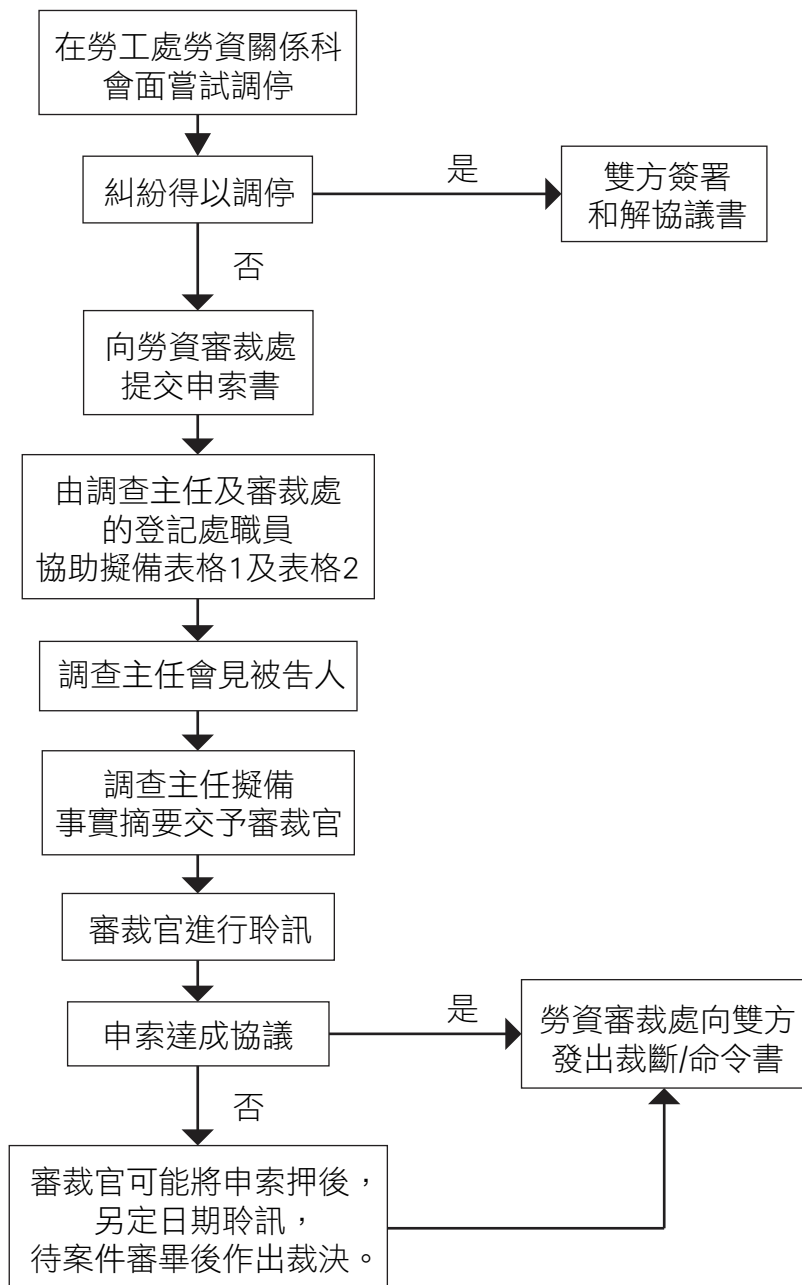 在勞工處勞資關係科
會面嘗試調停
糾紛得以調停
是
雙方簽署
和解協議書
否
向勞資審裁處
提交申索書
由調查主任及審裁處
的登記處職員
協助擬備表格1及表格2
調查主任會見被告人
調查主任擬備
事實摘要交予審裁官
審裁官進行聆訊
申索達成協議
是
勞資審裁處向雙方
發出裁斷/命令書
否
審裁官可能將申索押後，
另定日期聆訊，
待案件審畢後作出裁決。